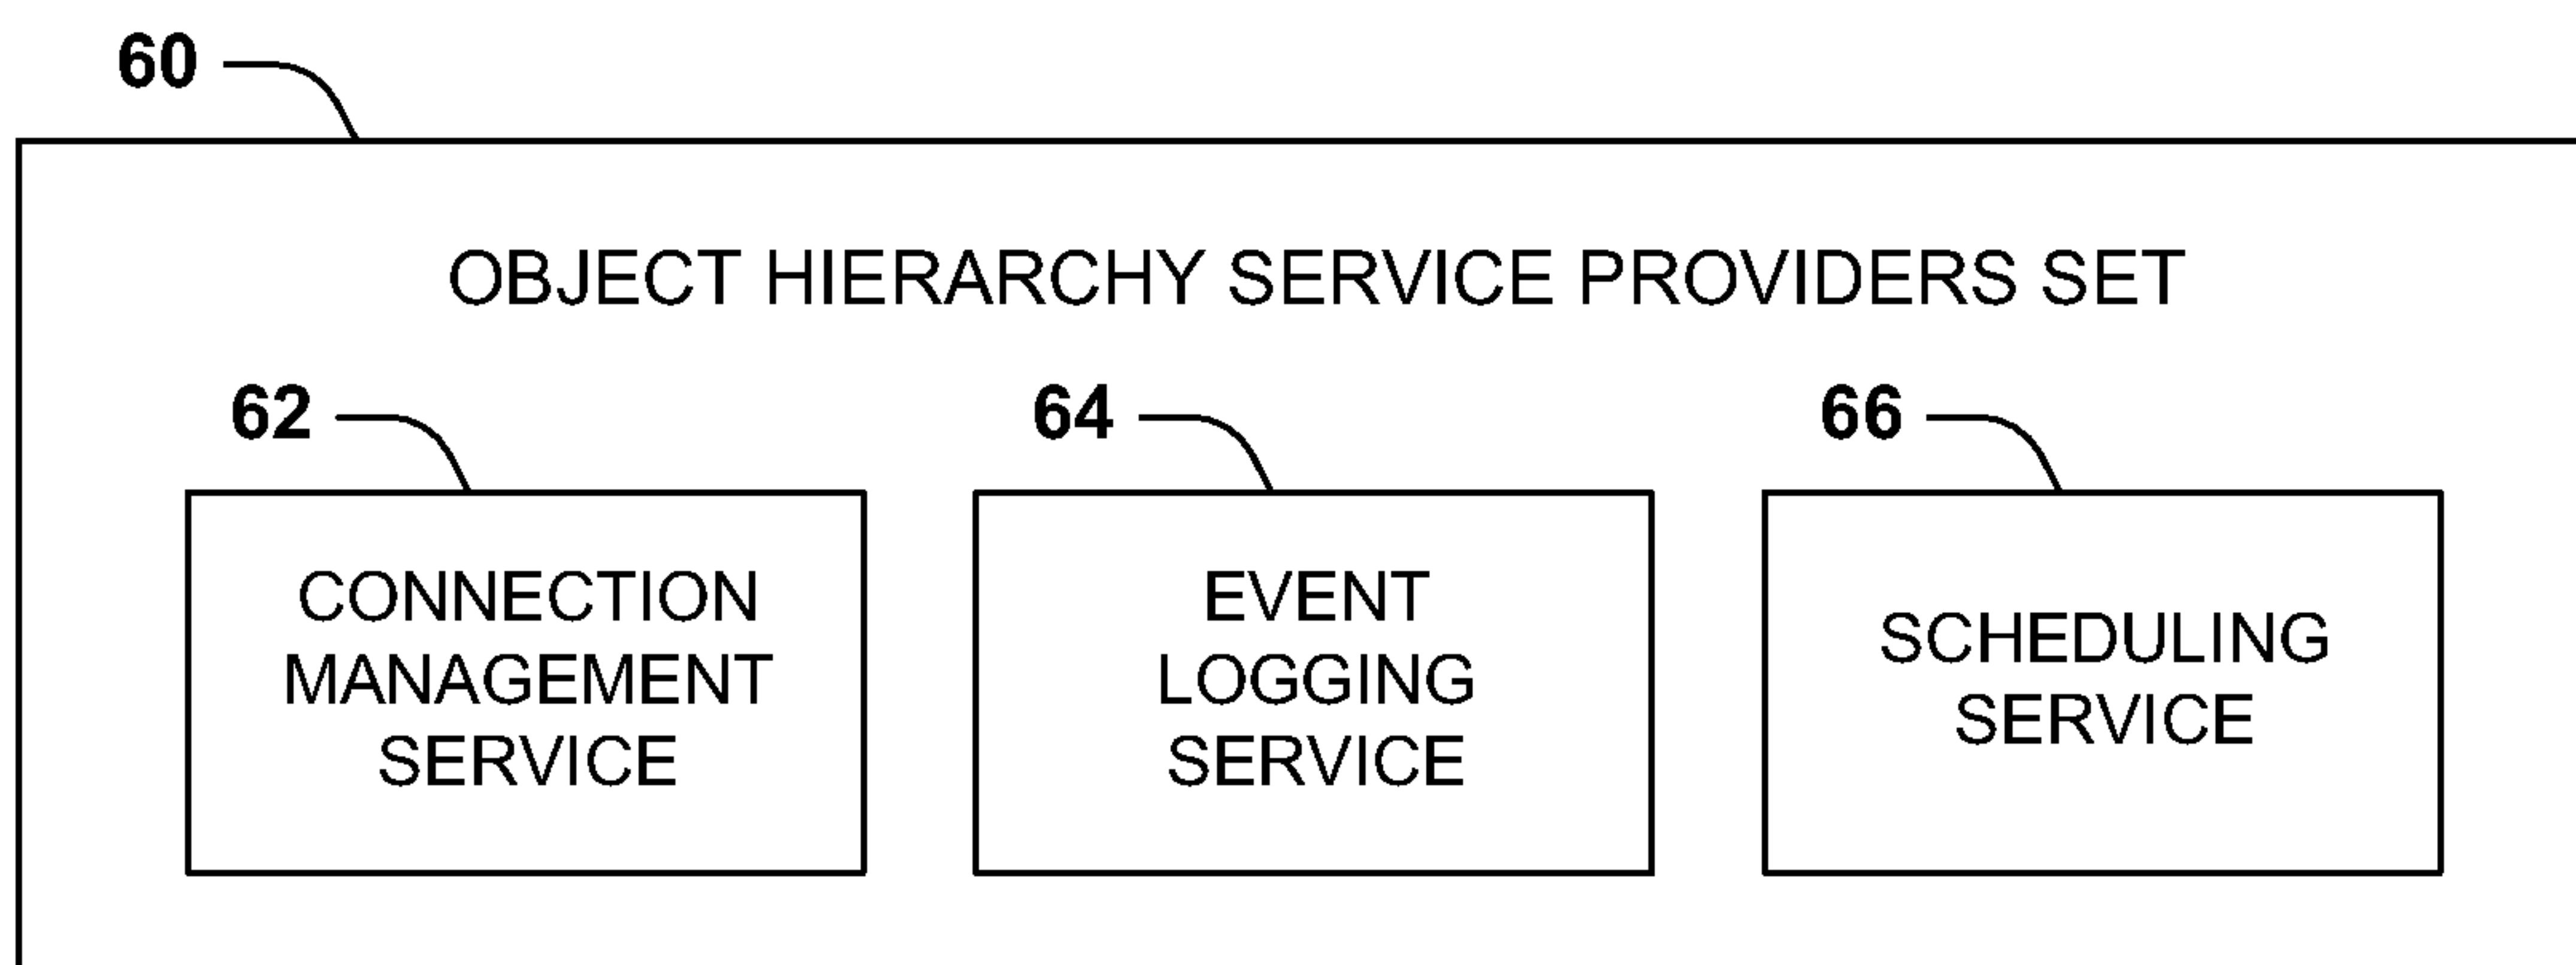 60
OBJECT HIERARCHY SERVICE PROVIDERS SET
62
64
66
CONNECTION
MANAGEMENT
SERVICE
EVENT
LOGGING
SERVICE
SCHEDULING
SERVICE